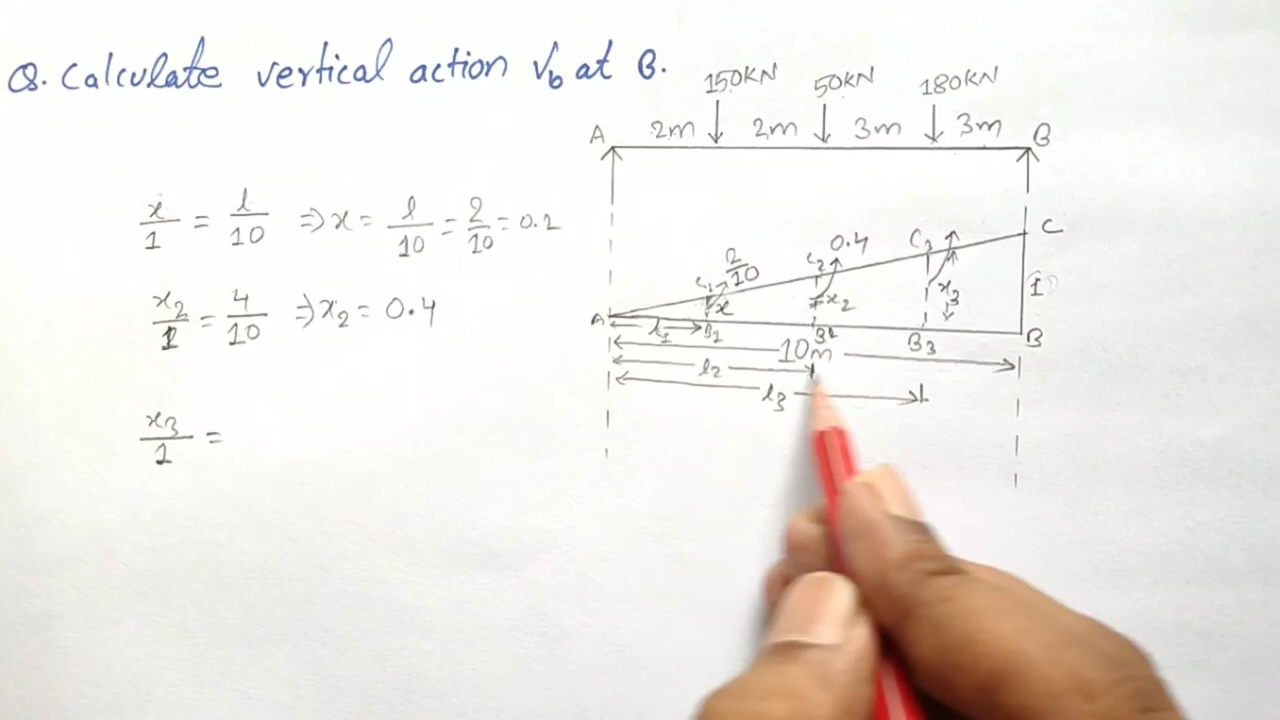 Q. Calculate vertical action Vb at B.
150KN 50KN 180KN
A 2m 2m 3m 3m B
x/1 = l/10 ⇒ x = l/10 = 2/10 = 0.2
x2/1 = 4/10 ⇒ x2 = 0.4
x3/1 =
C1 2/10 C2 0.4 C3 C
x x2 x3 1
A l1 B1 B2 B3 B
10m
l2
l3